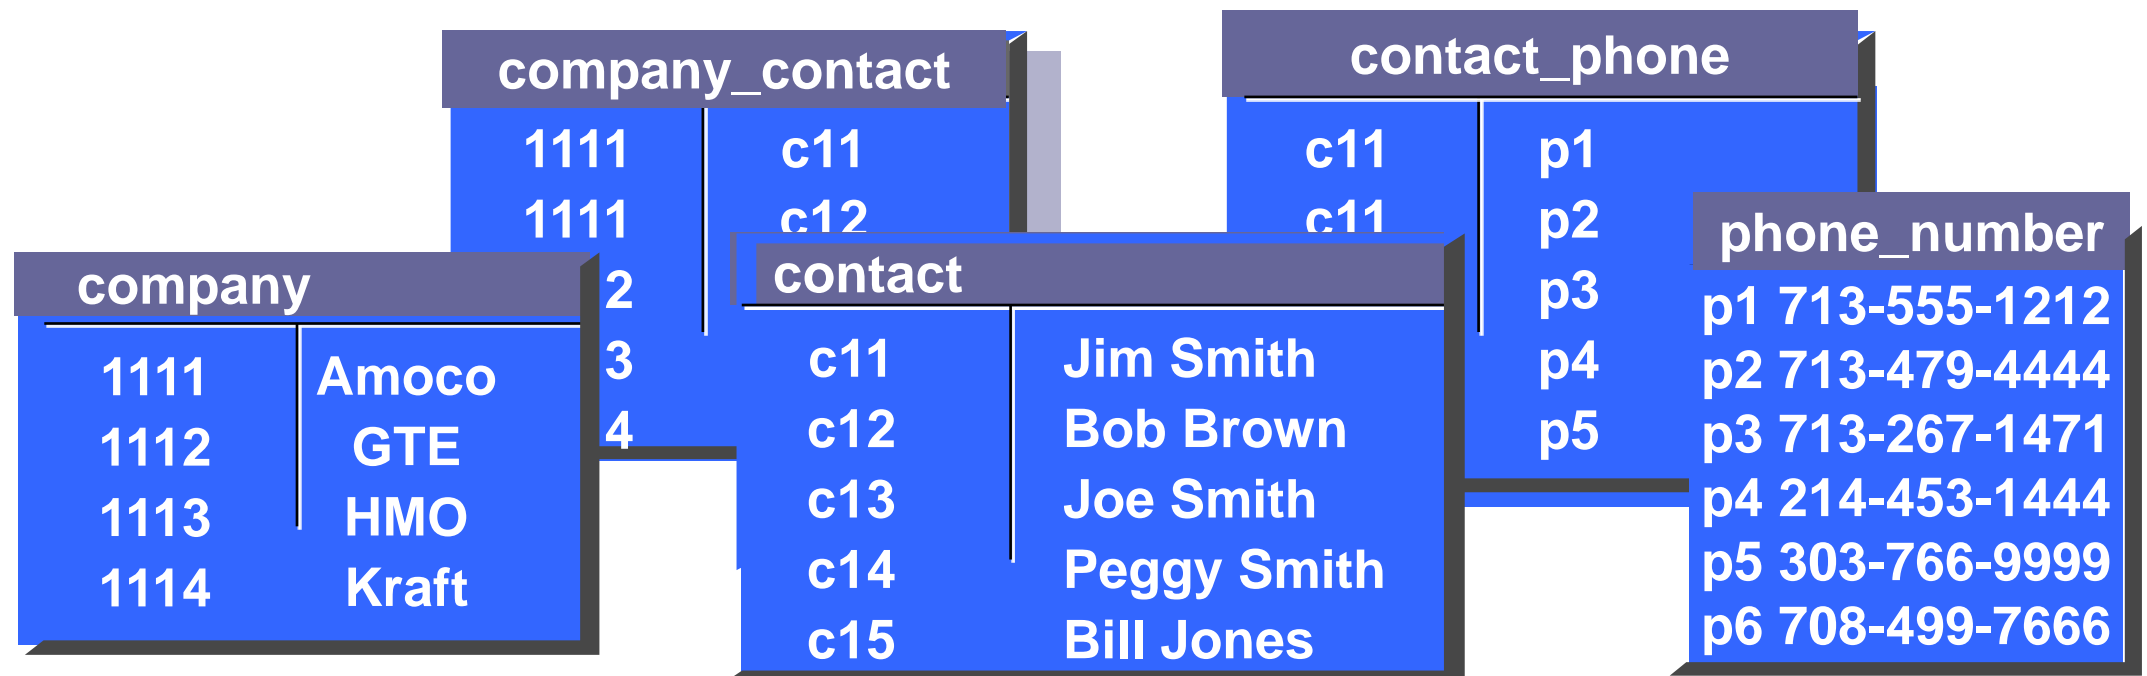 company_contact
1111 c11
1111 c12
2
3
4
contact_phone
c11 p1
c11 p2
p3
p4
p5
company
1111 Amoco
1112 GTE
1113 HMO
1114 Kraft
contact
c11 Jim Smith
c12 Bob Brown
c13 Joe Smith
c14 Peggy Smith
c15 Bill Jones
phone_number
p1 713-555-1212
p2 713-479-4444
p3 713-267-1471
p4 214-453-1444
p5 303-766-9999
p6 708-499-7666